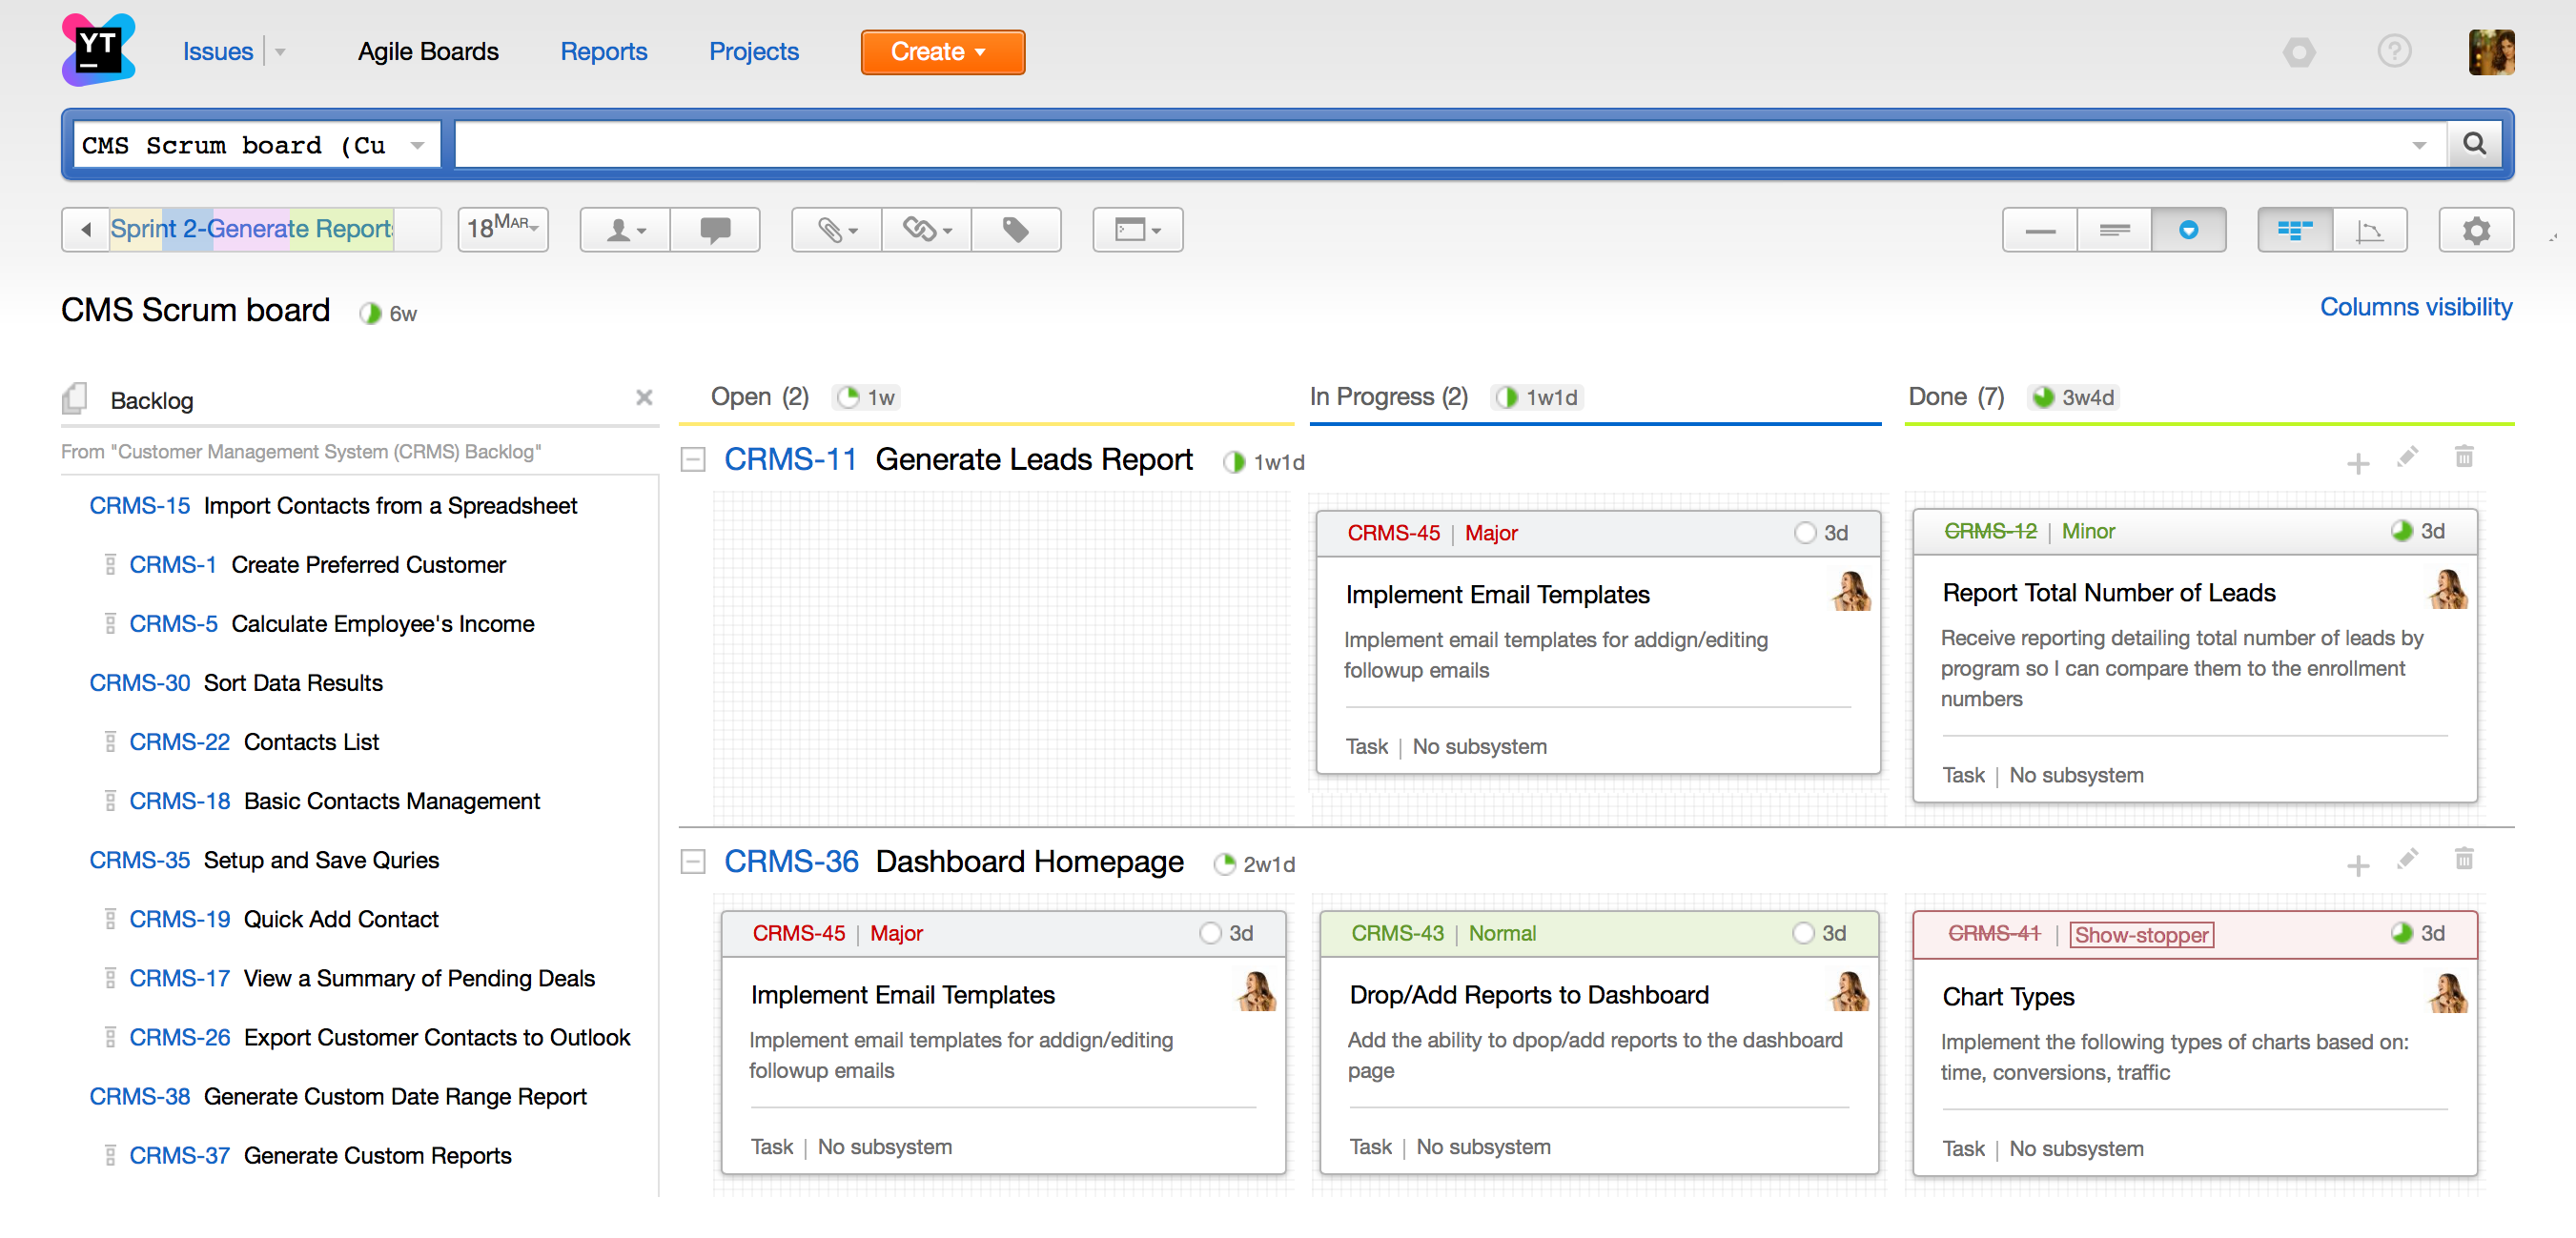 YT
Issues Agile Boards Reports Projects Create
CMS Scrum board (Cu
Sprint 2-Generate Report
18 MAR
CMS Scrum board 6w
Columns visibility
Backlog
Open (2) 1w
In Progress (2) 1w1d
Done (7) 3w4d
From "Customer Management System (CRMS) Backlog"
CRMS-15 Import Contacts from a Spreadsheet
CRMS-1 Create Preferred Customer
CRMS-5 Calculate Employee's Income
CRMS-30 Sort Data Results
CRMS-22 Contacts List
CRMS-18 Basic Contacts Management
CRMS-35 Setup and Save Quries
CRMS-19 Quick Add Contact
CRMS-17 View a Summary of Pending Deals
CRMS-26 Export Customer Contacts to Outlook
CRMS-38 Generate Custom Date Range Report
CRMS-37 Generate Custom Reports
CRMS-11 Generate Leads Report 1w1d
CRMS-45 | Major 3d
Implement Email Templates
Implement email templates for addign/editing
followup emails
Task | No subsystem
CRMS-12 | Minor 3d
Report Total Number of Leads
Receive reporting detailing total number of leads by
program so I can compare them to the enrollment
numbers
Task | No subsystem
CRMS-36 Dashboard Homepage 2w1d
CRMS-45 | Major 3d
Implement Email Templates
Implement email templates for addign/editing
followup emails
Task | No subsystem
CRMS-43 | Normal 3d
Drop/Add Reports to Dashboard
Add the ability to dpop/add reports to the dashboard
page
Task | No subsystem
CRMS-41 | Show-stopper 3d
Chart Types
Implement the following types of charts based on:
time, conversions, traffic
Task | No subsystem